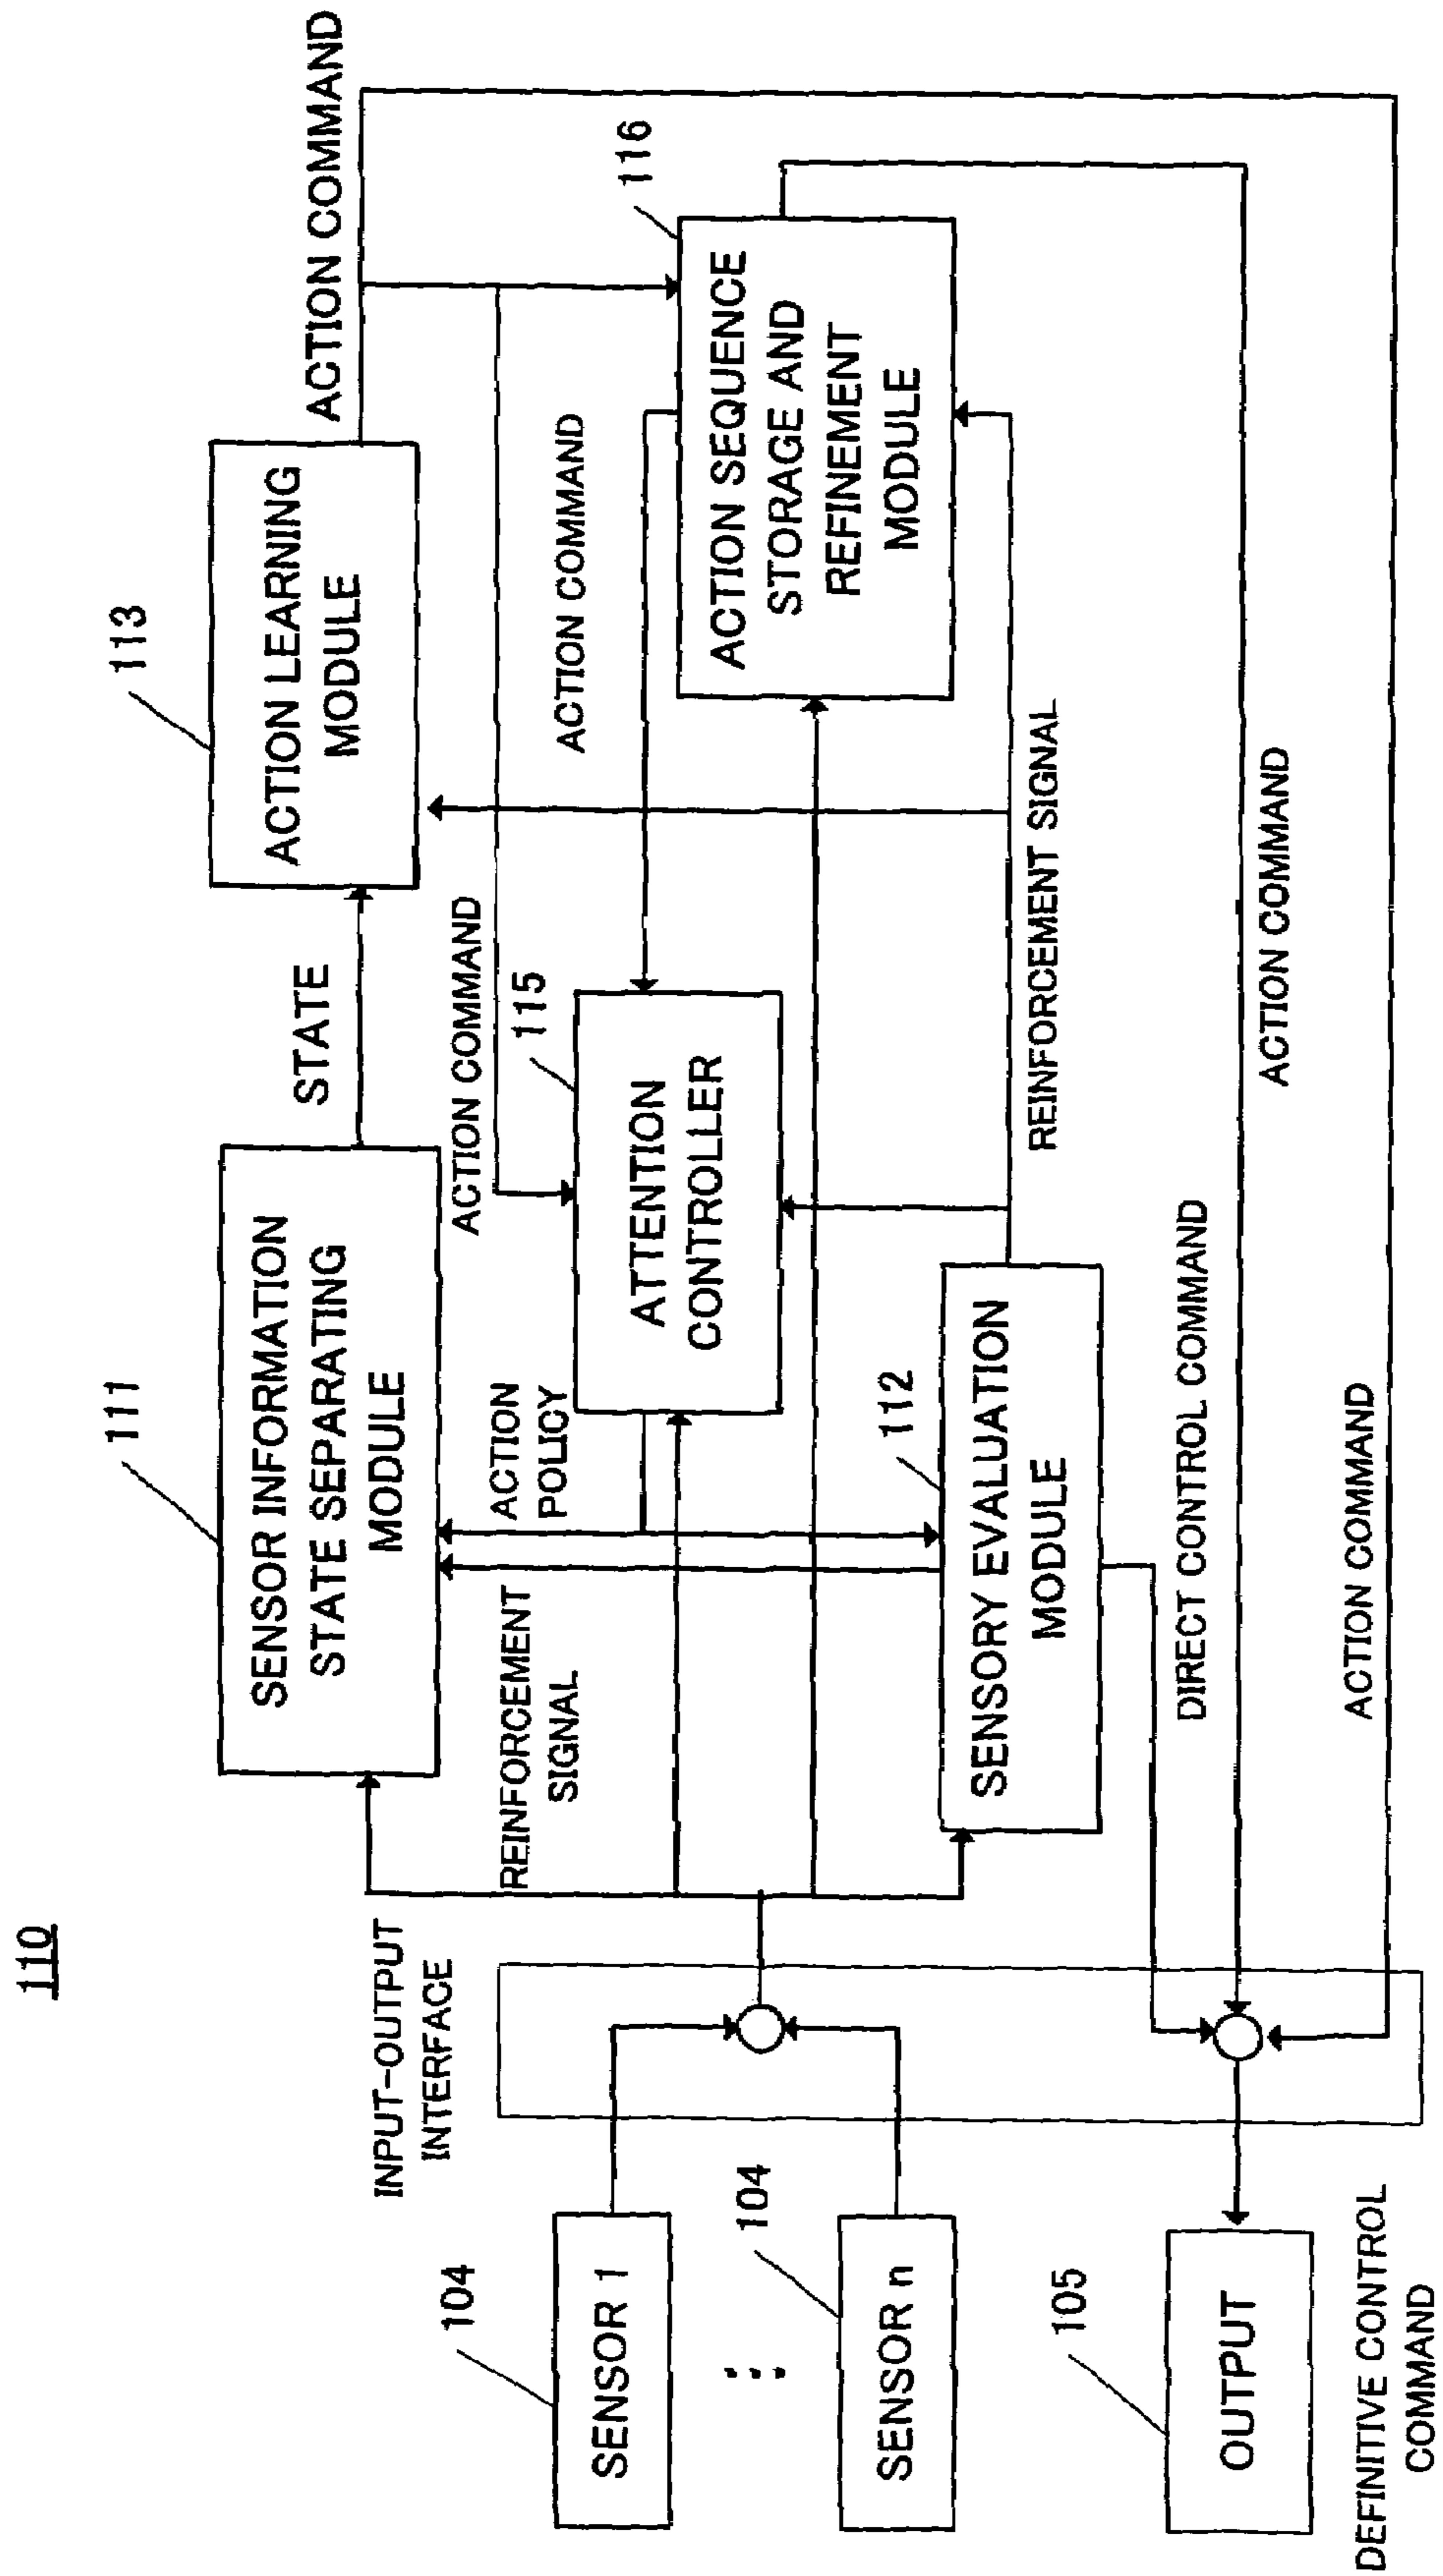 110
111
SENSOR INFORMATION
STATE SEPARATING
MODULE
STATE
113
ACTION LEARNING
MODULE
ACTION COMMAND
INPUT-OUTPUT
INTERFACE
REINFORCEMENT
SIGNAL
ACTION
POLICY
ACTION COMMAND
115
ATTENTION
CONTROLLER
ACTION COMMAND
116
ACTION SEQUENCE
STORAGE AND
REFINEMENT
MODULE
104
SENSOR 1
104
SENSOR n
112
SENSORY EVALUATION
MODULE
REINFORCEMENT SIGNAL
105
OUTPUT
DIRECT CONTROL COMMAND
ACTION COMMAND
ACTION COMMAND
DEFINITIVE CONTROL
COMMAND